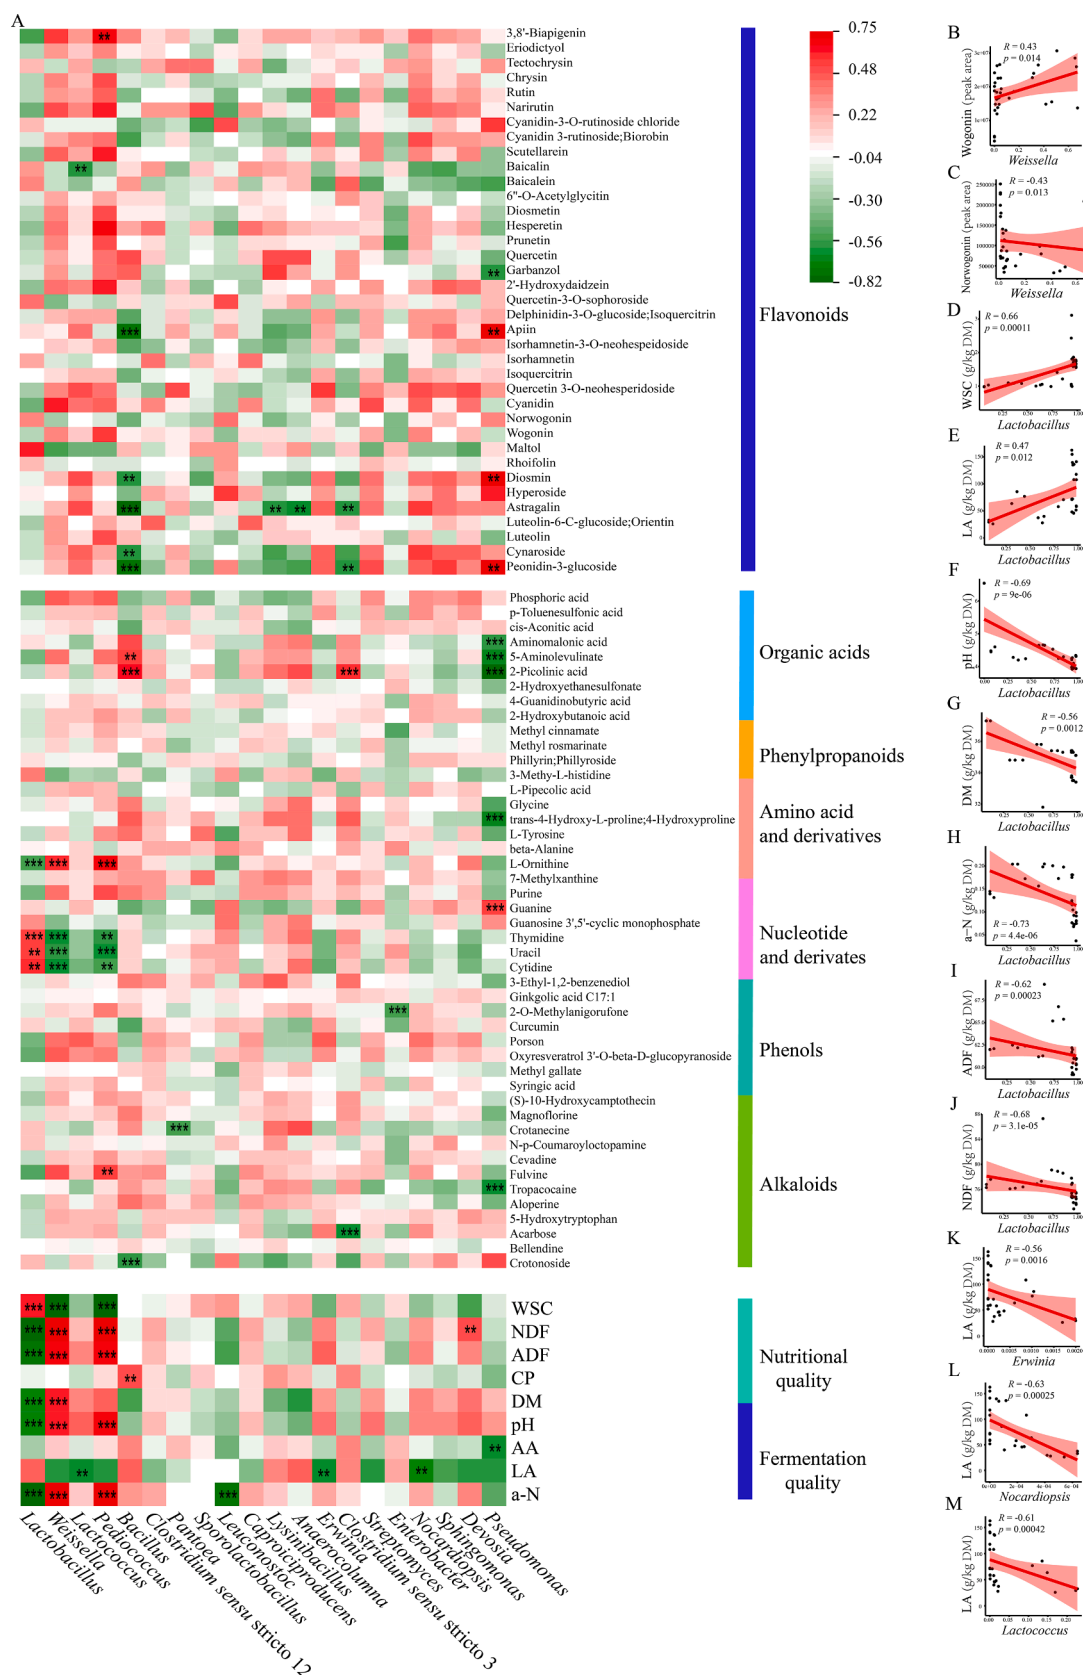 A
3,8'-Biapigenin
Eriodictyol
Tectochrysin
Chrysin
Rutin
Narirutin
Cyanidin-3-O-rutinoside chloride
Cyanidin 3-rutinoside;Biorobin
Scutellarein
Baicalin
Baicalein
6"-O-Acetylglycitin
Diosmetin
Hesperetin
Prunetin
Quercetin
Garbanzol
2'-Hydroxydaidzein
Quercetin-3-O-sophoroside
Delphinidin-3-O-glucoside;Isoquercitrin
Apiin
Isorhamnetin-3-O-neohespeidoside
Isorhamnetin
Isoquercitrin
Quercetin 3-O-neohesperidoside
Cyanidin
Norwogonin
Wogonin
Maltol
Rhoifolin
Diosmin
Hyperoside
Astragalin
Luteolin-6-C-glucoside;Orientin
Luteolin
Cynaroside
Peonidin-3-glucoside
0.75
0.48
0.22
-0.04
-0.30
-0.56
-0.82
Flavonoids
Phosphoric acid
p-Toluenesulfonic acid
cis-Aconitic acid
Aminomalonic acid
5-Aminolevulinate
2-Picolinic acid
2-Hydroxyethanesulfonate
4-Guanidinobutyric acid
2-Hydroxybutanoic acid
Methyl cinnamate
Methyl rosmarinate
Phillyrin;Phillyroside
3-Methy-L-histidine
L-Pipecolic acid
Glycine
trans-4-Hydroxy-L-proline;4-Hydroxyproline
L-Tyrosine
beta-Alanine
L-Ornithine
7-Methylxanthine
Purine
Guanine
Guanosine 3',5'-cyclic monophosphate
Thymidine
Uracil
Cytidine
3-Ethyl-1,2-benzenediol
Ginkgolic acid C17:1
2-O-Methylanigorufone
Curcumin
Porson
Oxyresveratrol 3'-O-beta-D-glucopyranoside
Methyl gallate
Syringic acid
(S)-10-Hydroxycamptothecin
Magnoflorine
Crotanecine
N-p-Coumaroyloctopamine
Cevadine
Fulvine
Tropacocaine
Aloperine
5-Hydroxytryptophan
Acarbose
Bellendine
Crotonoside
Organic acids
Phenylpropanoids
Amino acid
and derivatives
Nucleotide
and derivates
Phenols
Alkaloids
WSC
NDF
ADF
CP
DM
pH
AA
LA
a-N
Nutritional
quality
Fermentation
quality
Lactobacillus
Weissella
Lactococcus
Pediococcus
Bacillus
Clostridium sensu stricto 12
Pantoea
Sporolactobacillus
Leuconostoc
Caproiciproducens
Lysinibacillus
Anaerocolumna
Erwinia
Clostridium sensu stricto 3
Streptomyces
Enterobacter
Nocardiopsis
Sphingomonas
Devosia
Pseudomonas
B
R = 0.43
p = 0.014
Wogonin (peak area)
Weissella
C
R = -0.43
p = 0.013
Norwogonin (peak area)
Weissella
D
R = 0.66
p = 0.00011
WSC (g/kg DM)
Lactobacillus
E
R = 0.47
p = 0.012
LA (g/kg DM)
Lactobacillus
F
R = -0.69
p = 9e-06
pH (g/kg DM)
Lactobacillus
G
R = -0.56
p = 0.0012
DM (g/kg DM)
Lactobacillus
H
R = -0.73
p = 4.4e-06
a-N (g/kg DM)
Lactobacillus
I
R = -0.62
p = 0.00023
ADF (g/kg DM)
Lactobacillus
J
R = -0.68
p = 3.1e-05
NDF (g/kg DM)
Lactobacillus
K
R = -0.56
p = 0.0016
LA (g/kg DM)
Erwinia
L
R = -0.63
p = 0.00025
LA (g/kg DM)
Nocardiopsis
M
R = -0.61
p = 0.00042
LA (g/kg DM)
Lactococcus